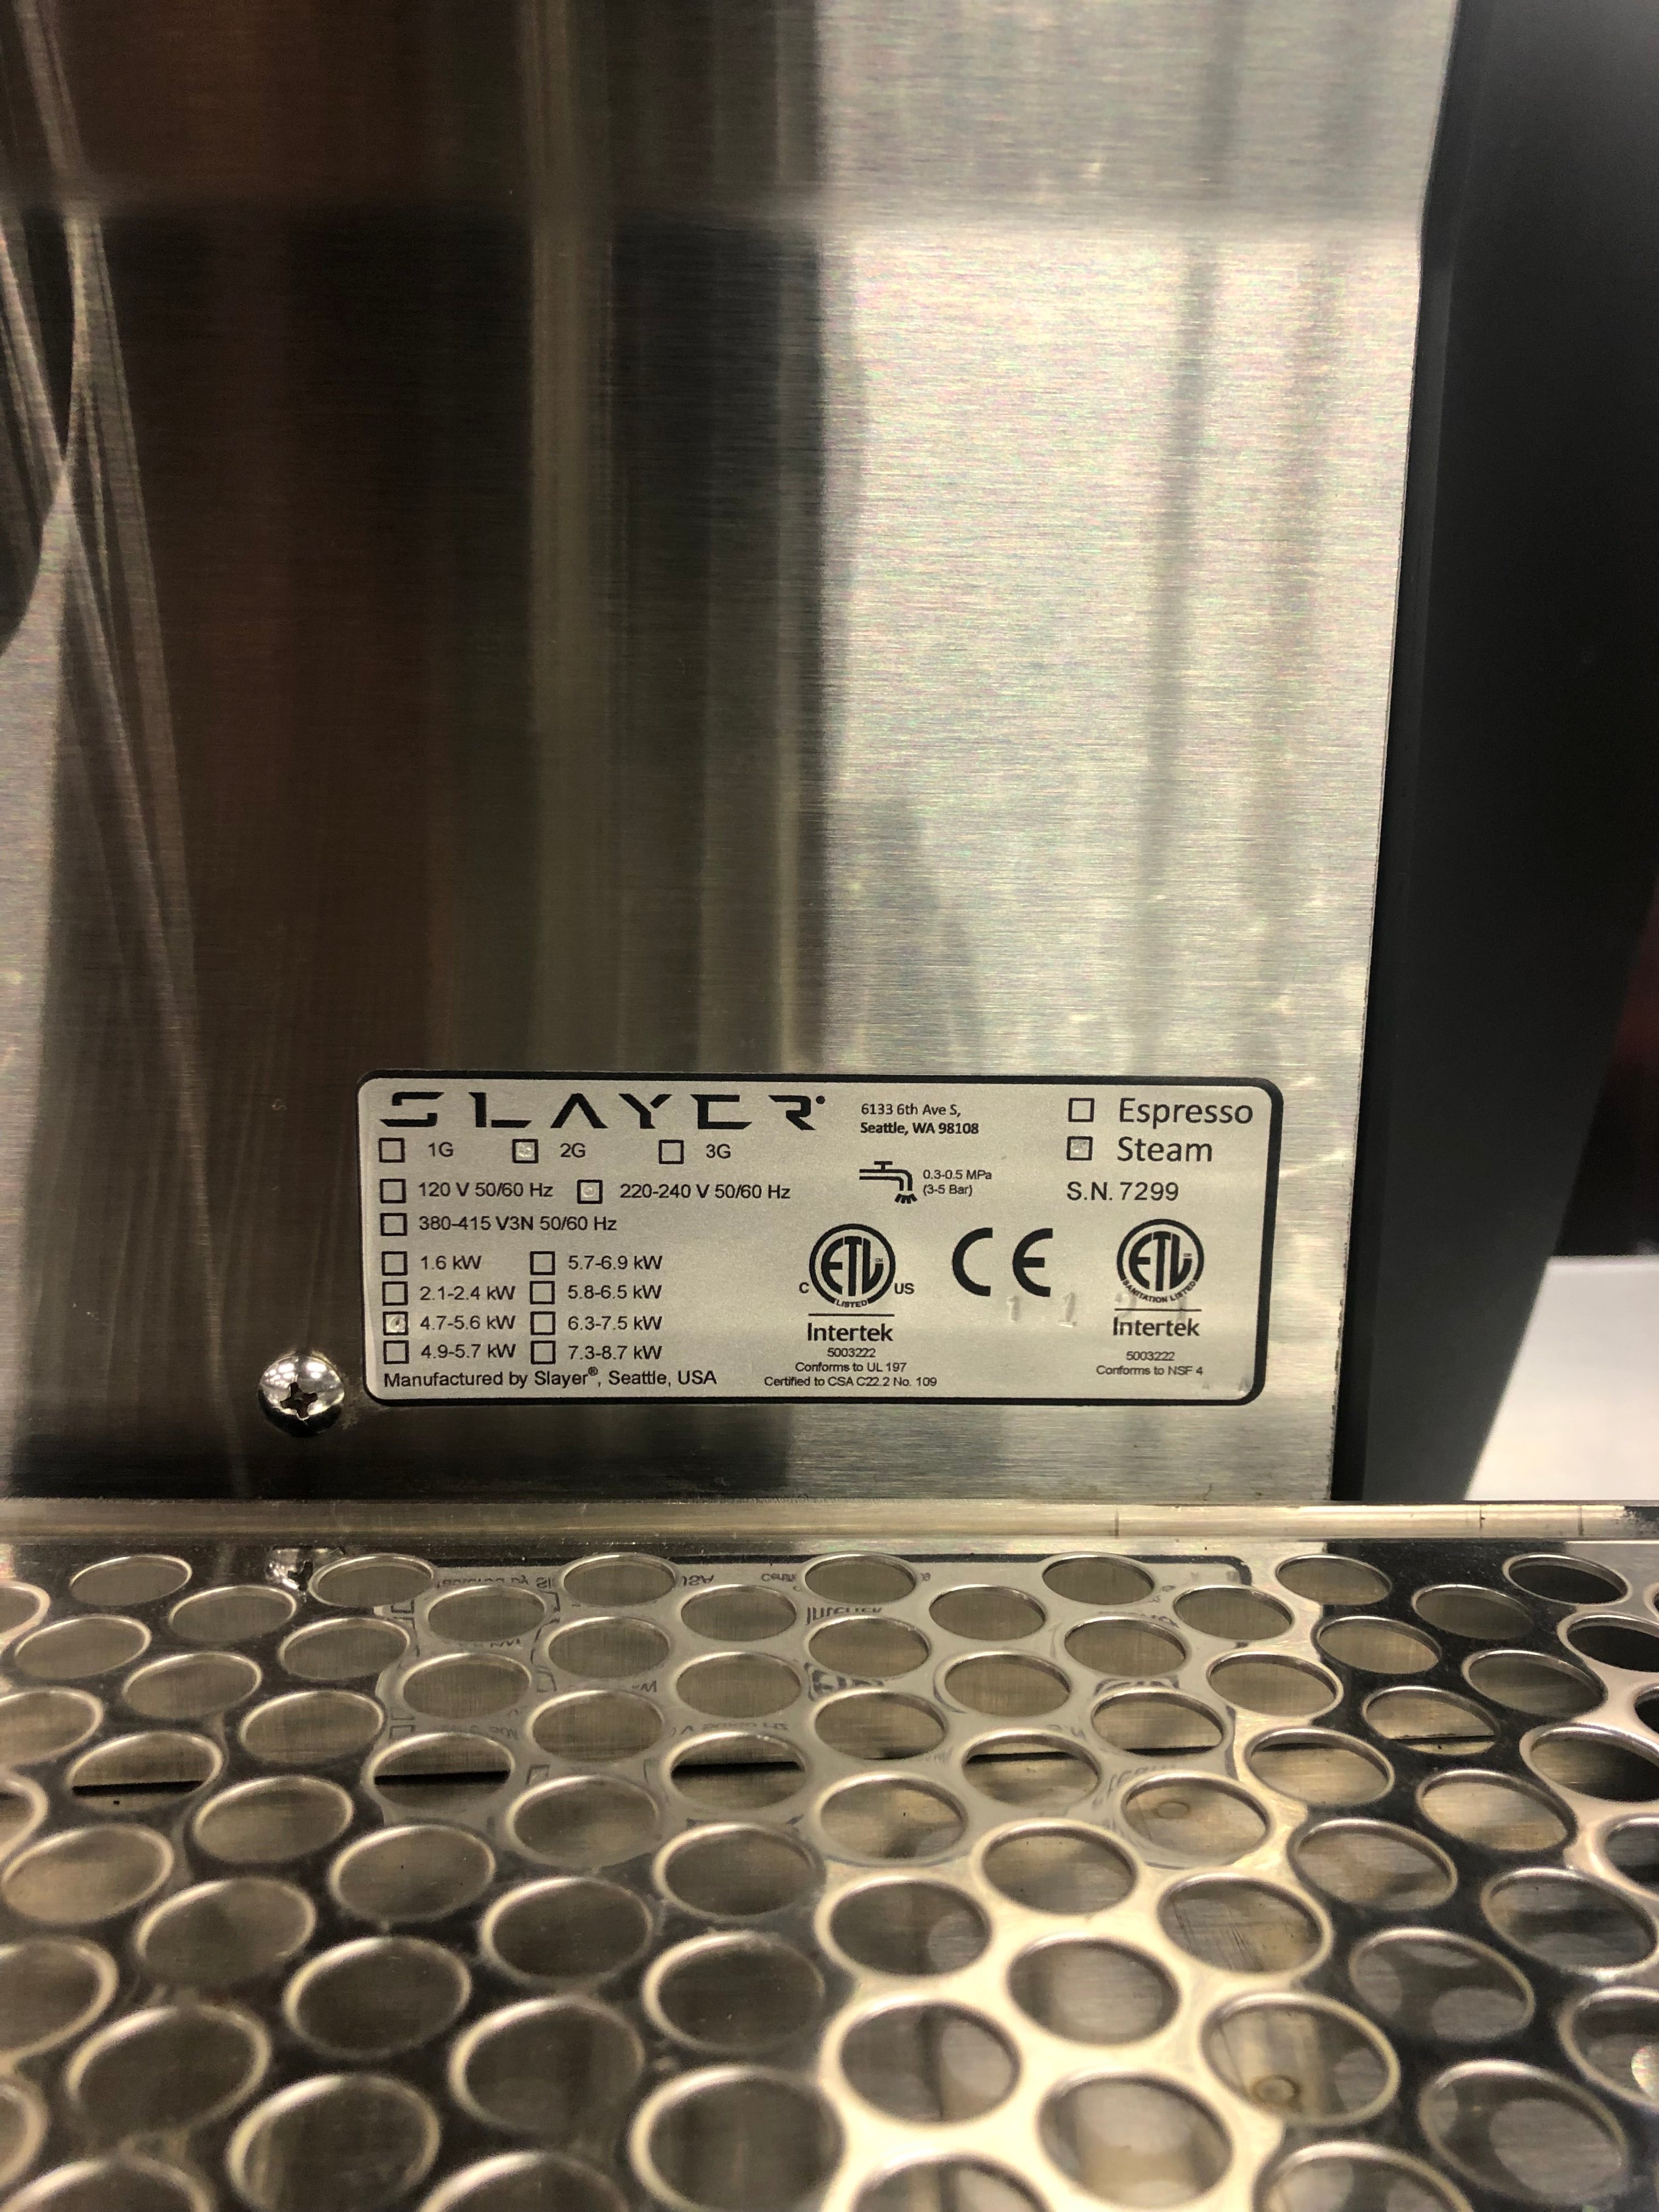 SLAYER
6133 6th Ave S,
Seattle, WA 98108
Espresso
Steam
1G 2G 3G
0.3-0.5 MPa
(3-5 Bar)
S.N. 7299
120 V 50/60 Hz 220-240 V 50/60 Hz
380-415 V3N 50/60 Hz
1.6 kW 5.7-6.9 kW
2.1-2.4 kW 5.8-6.5 kW
4.7-5.6 kW 6.3-7.5 kW
4.9-5.7 kW 7.3-8.7 kW
Manufactured by Slayer®, Seattle, USA
ETL CM
LISTED
C US
Intertek
5003222
Conforms to UL 197
Certified to CSA C22.2 No. 109
CE
ETL CM
SANITATION LISTED
Intertek
5003222
Conforms to NSF 4